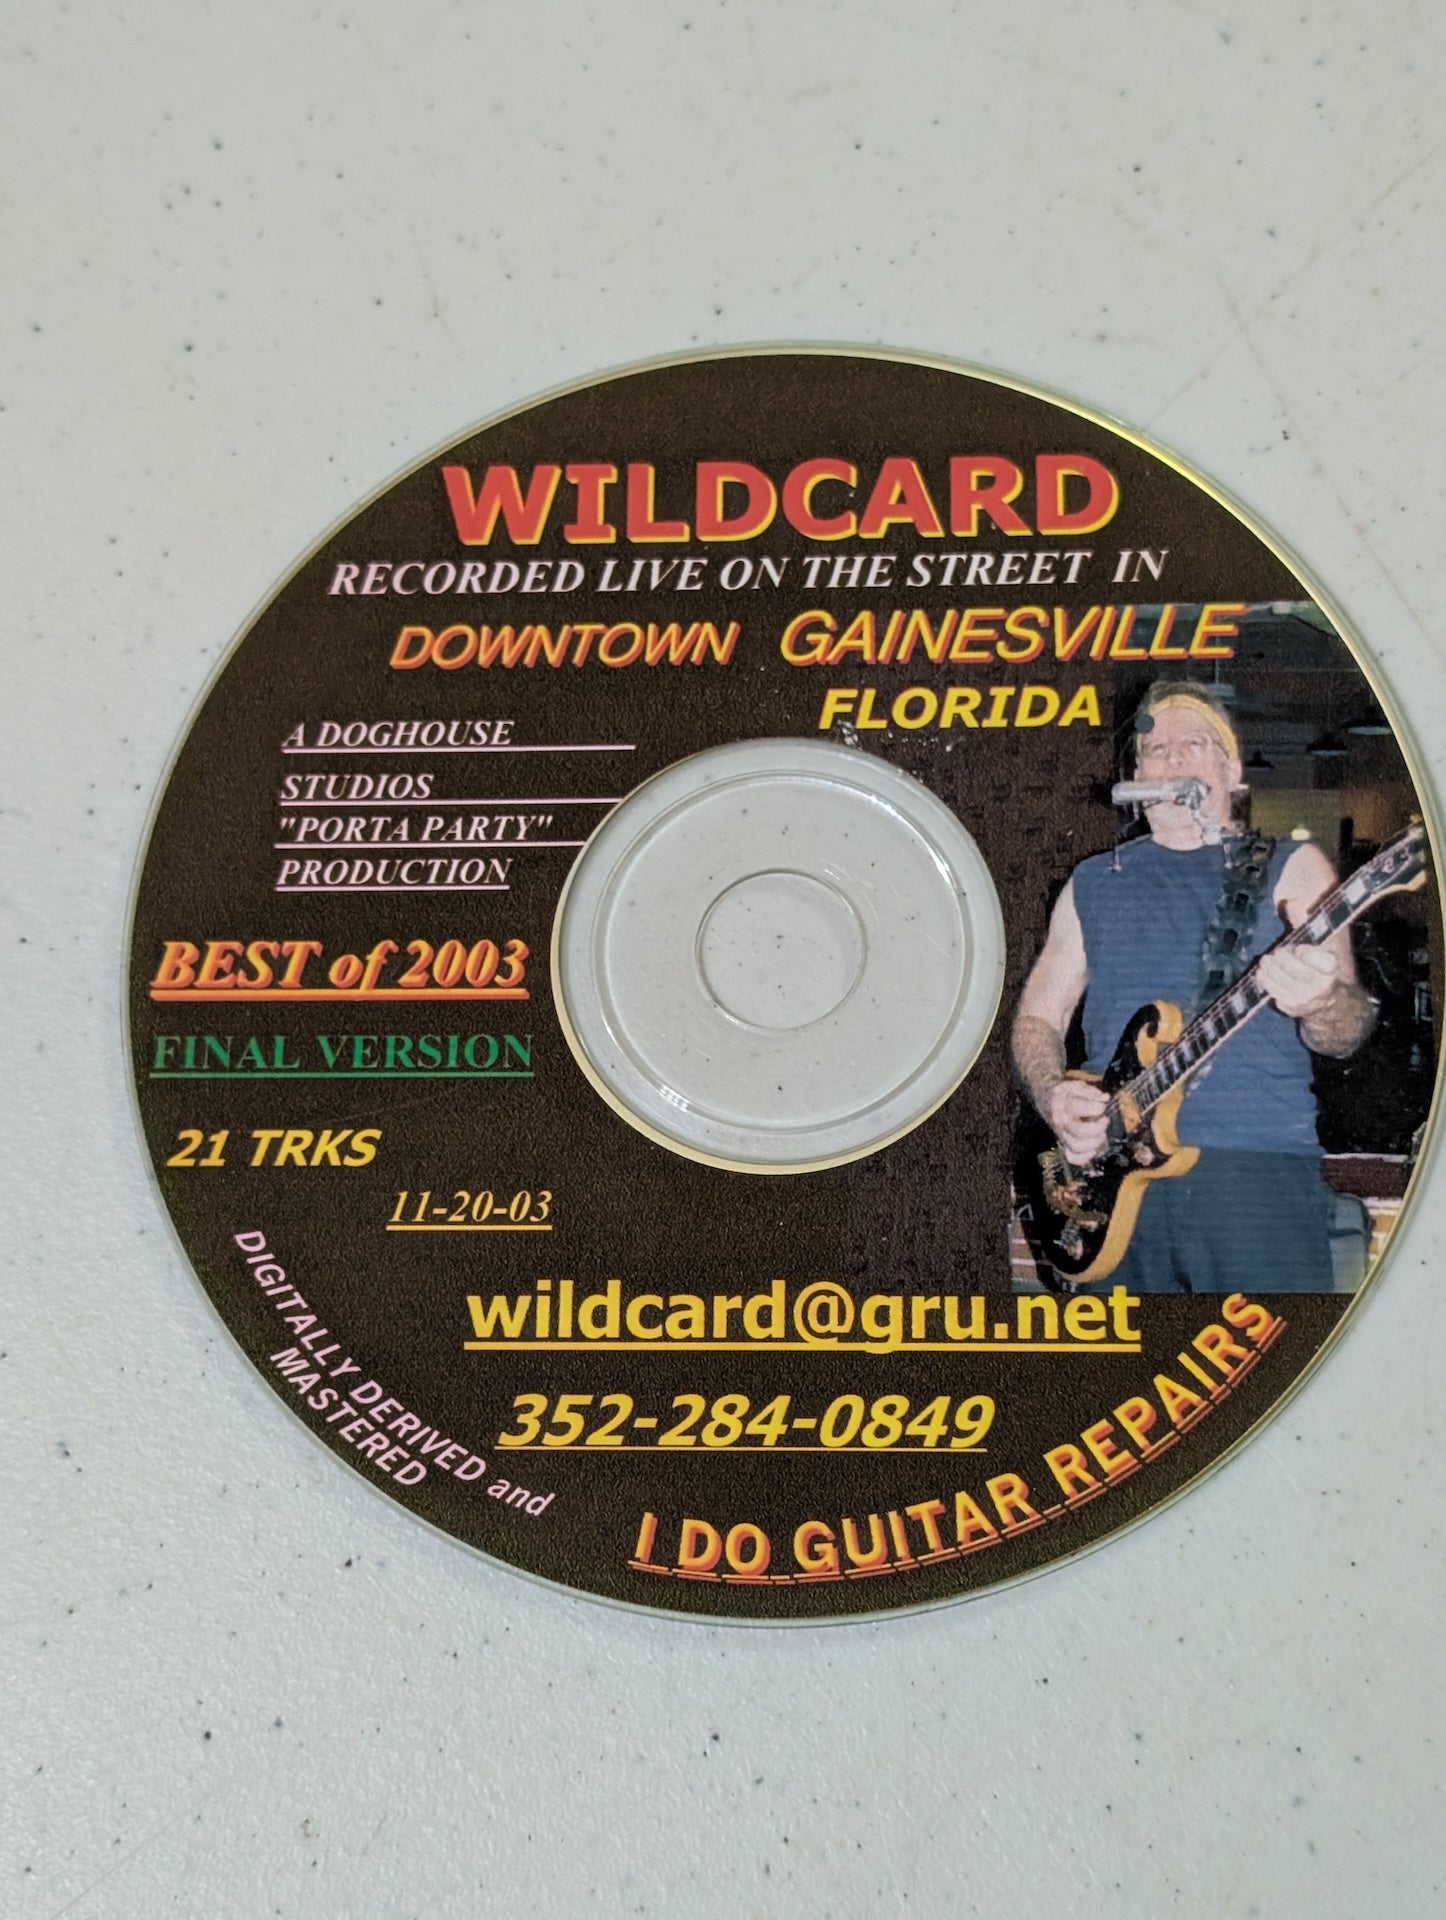 WILDCARD
RECORDED LIVE ON THE STREET IN
DOWNTOWN GAINESVILLE
FLORIDA
A DOGHOUSE
STUDIOS
"PORTA PARTY"
PRODUCTION
BEST of 2003
FINAL VERSION
21 TRKS
11-20-03
DIGITALLY DERIVED and
MASTERED
wildcard@gru.net
352-284-0849
I DO GUITAR REPAIRS